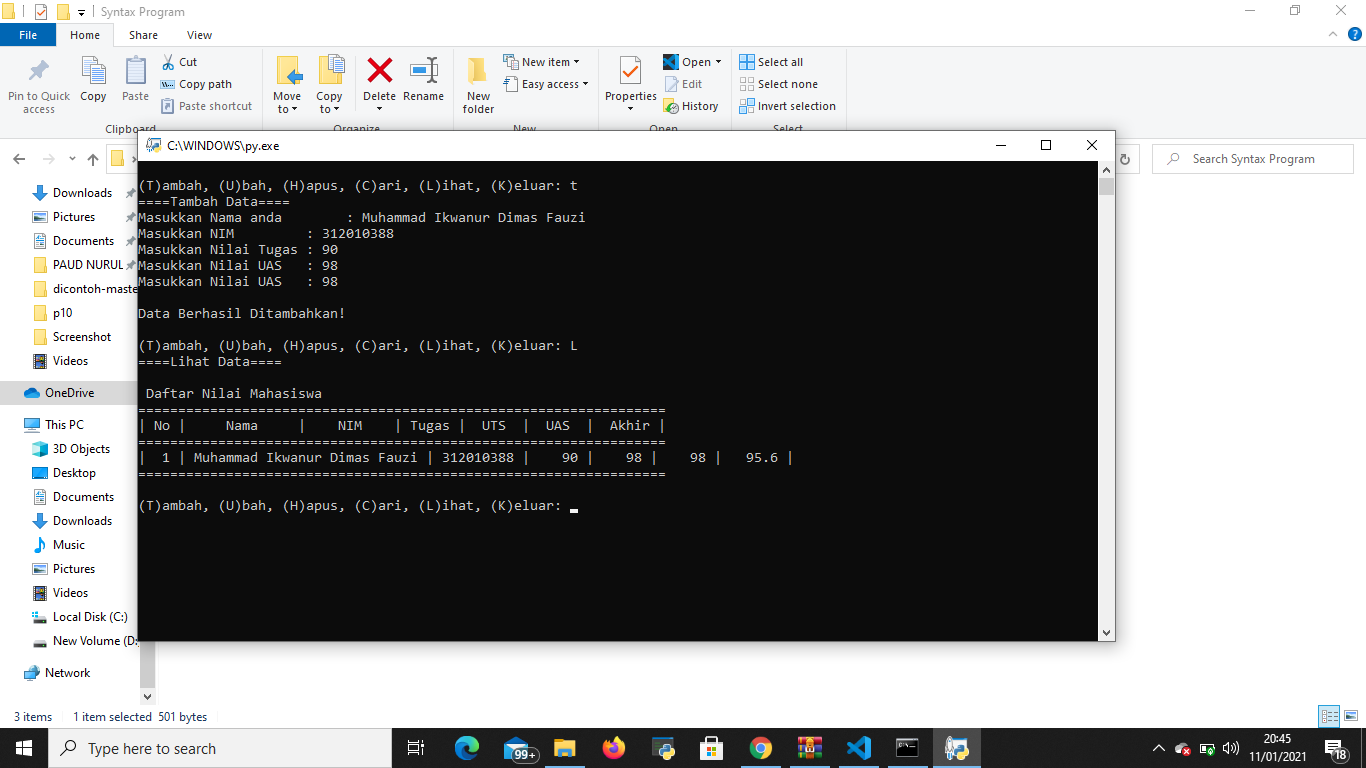 Syntax Program
File Home Share View
Pin to Quick access
Copy
Paste
Cut
Copy path
Paste shortcut
Clipboard
Move to
Copy to
Delete
Rename
Organize
New folder
New item
Easy access
New
Properties
Open
Edit
History
Open
Select all
Select none
Invert selection
Select
Search Syntax Program
Downloads
Pictures
Documents
PAUD NURUL
dicontoh-maste
p10
Screenshot
Videos
OneDrive
This PC
3D Objects
Desktop
Documents
Downloads
Music
Pictures
Videos
Local Disk (C:)
New Volume (D:
Network
C:\WINDOWS\py.exe
(T)ambah, (U)bah, (H)apus, (C)ari, (L)ihat, (K)eluar: t
====Tambah Data====
Masukkan Nama anda        : Muhammad Ikwanur Dimas Fauzi
Masukkan NIM         : 312010388
Masukkan Nilai Tugas : 90
Masukkan Nilai UAS   : 98
Masukkan Nilai UAS   : 98
Data Berhasil Ditambahkan!
(T)ambah, (U)bah, (H)apus, (C)ari, (L)ihat, (K)eluar: L
====Lihat Data====
Daftar Nilai Mahasiswa
==================================================================
| No |     Nama     |    NIM    | Tugas |  UTS  |  UAS  |  Akhir |
==================================================================
|  1 | Muhammad Ikwanur Dimas Fauzi | 312010388 |    90 |    98 |    98 |   95.6 |
==================================================================
(T)ambah, (U)bah, (H)apus, (C)ari, (L)ihat, (K)eluar:
3 items 1 item selected 501 bytes
Type here to search
99+
20:45
11/01/2021
18